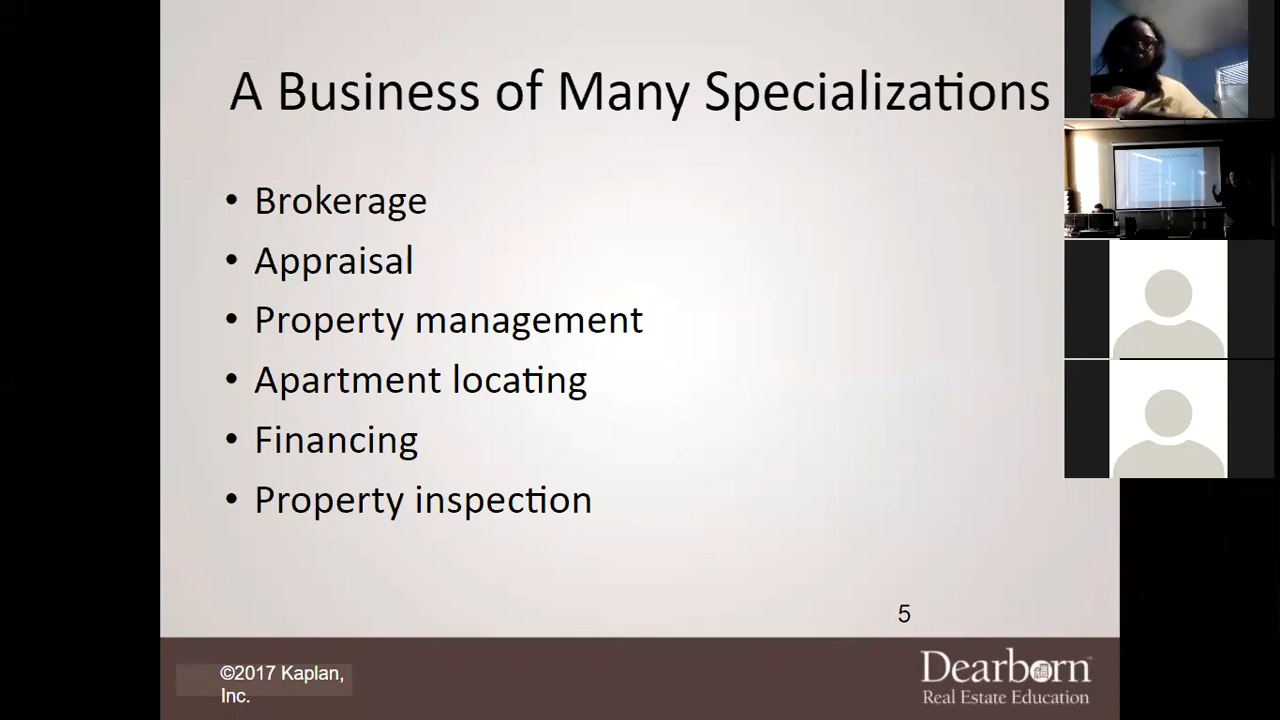 A Business of Many Specializations
• Brokerage
• Appraisal
• Property management
• Apartment locating
• Financing
• Property inspection
5
©2017 Kaplan,
Inc.
Dearborn™
Real Estate Education